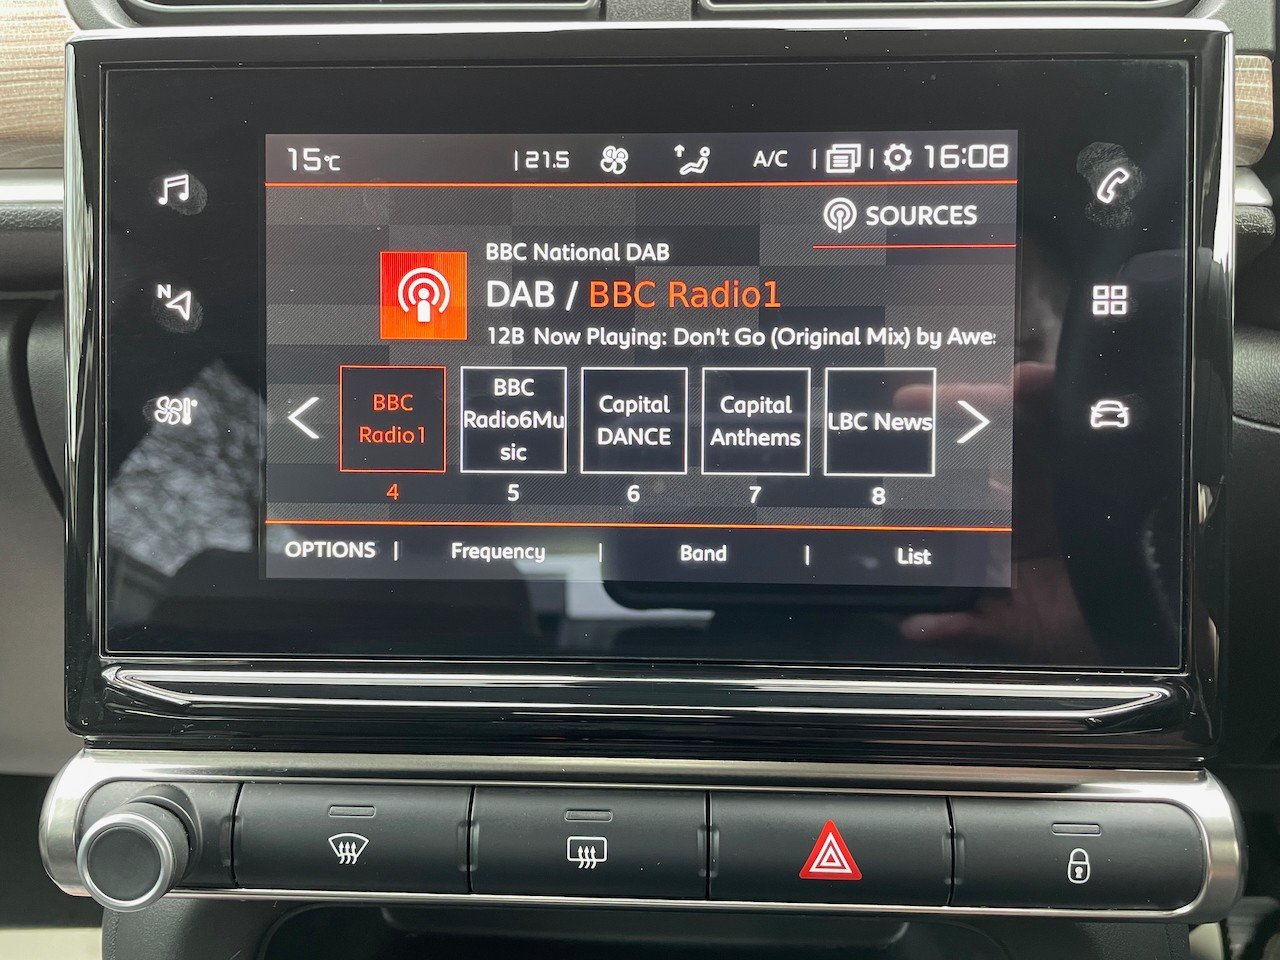 15°C | 21.5 A/C | | 16:08
SOURCES
BBC National DAB
DAB / BBC Radio1
12B Now Playing: Don't Go (Original Mix) by Awe
N
BBC
Radio1
BBC
Radio6Mu
sic
Capital
DANCE
Capital
Anthems
LBC News
4 5 6 7 8
OPTIONS | Frequency | Band | List